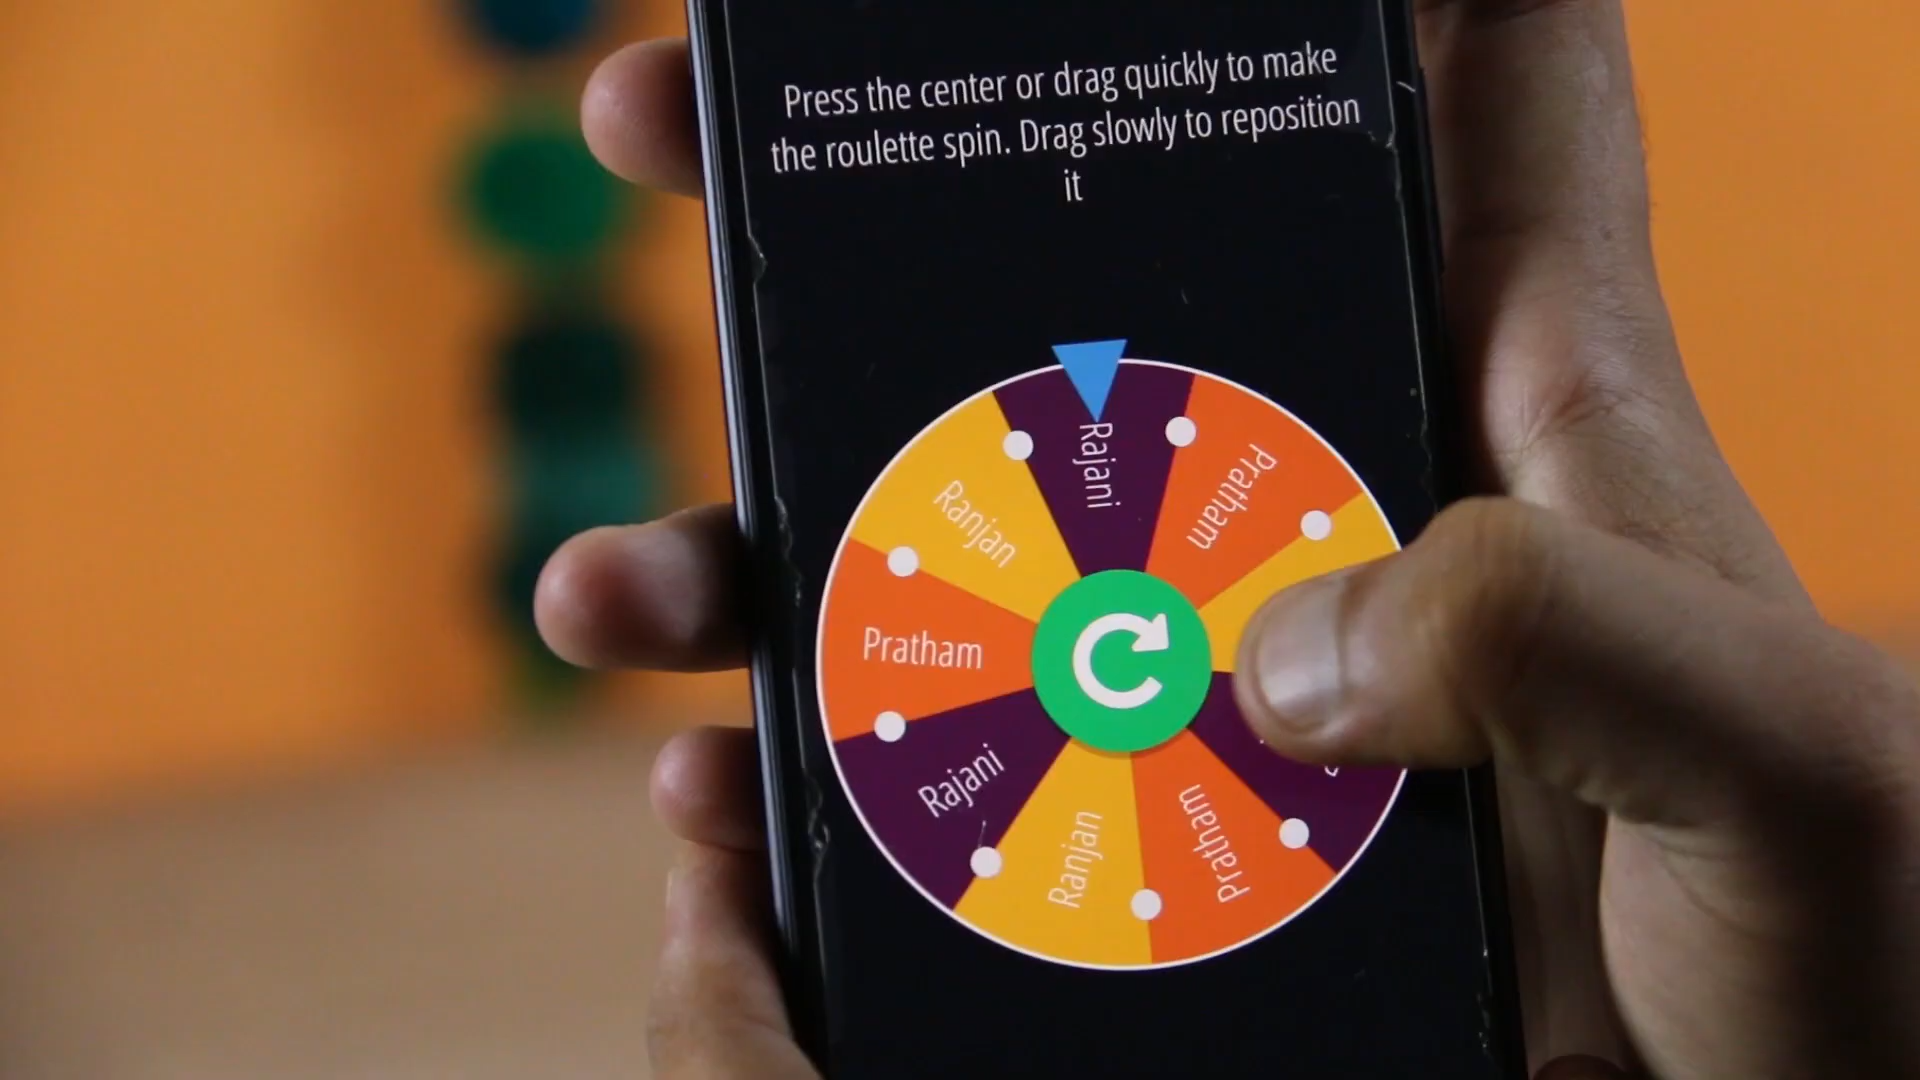 Press the center or drag quickly to make
the roulette spin. Drag slowly to reposition
it
Rajani
Pratham
Ranjan
Pratham
Rajani
Ranjan
Pratham